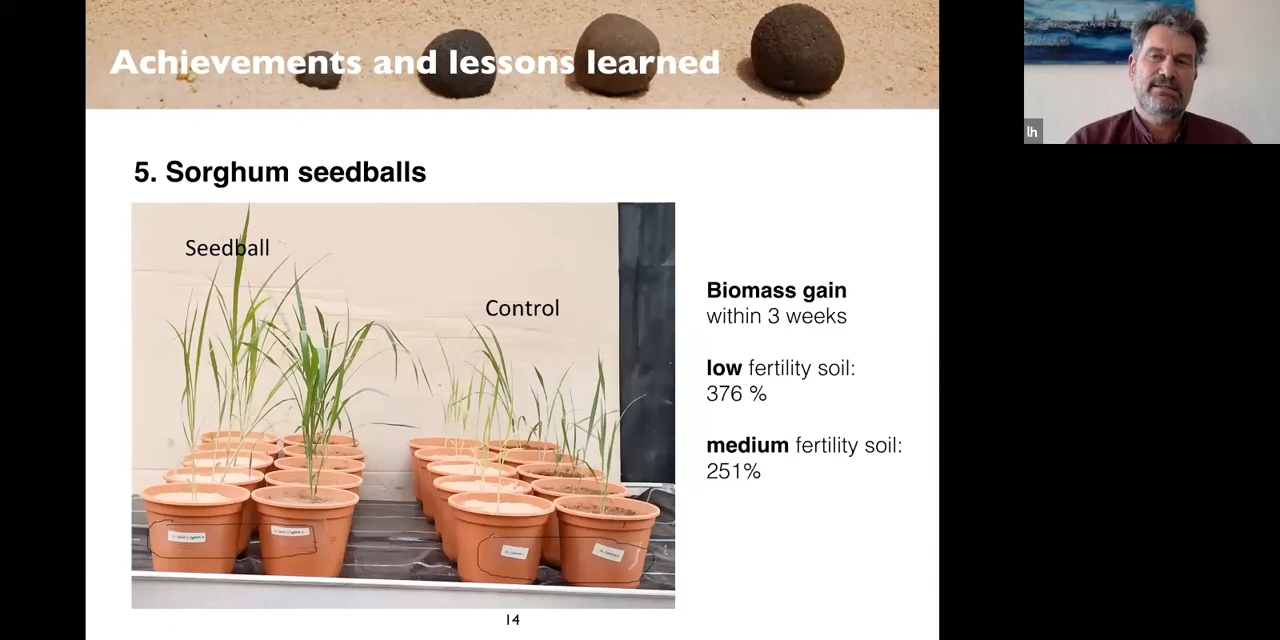 Achievements and lessons learned
lh
5. Sorghum seedballs
Seedball
Control
Biomass gain
within 3 weeks
low fertility soil:
376 %
medium fertility soil:
251%
14